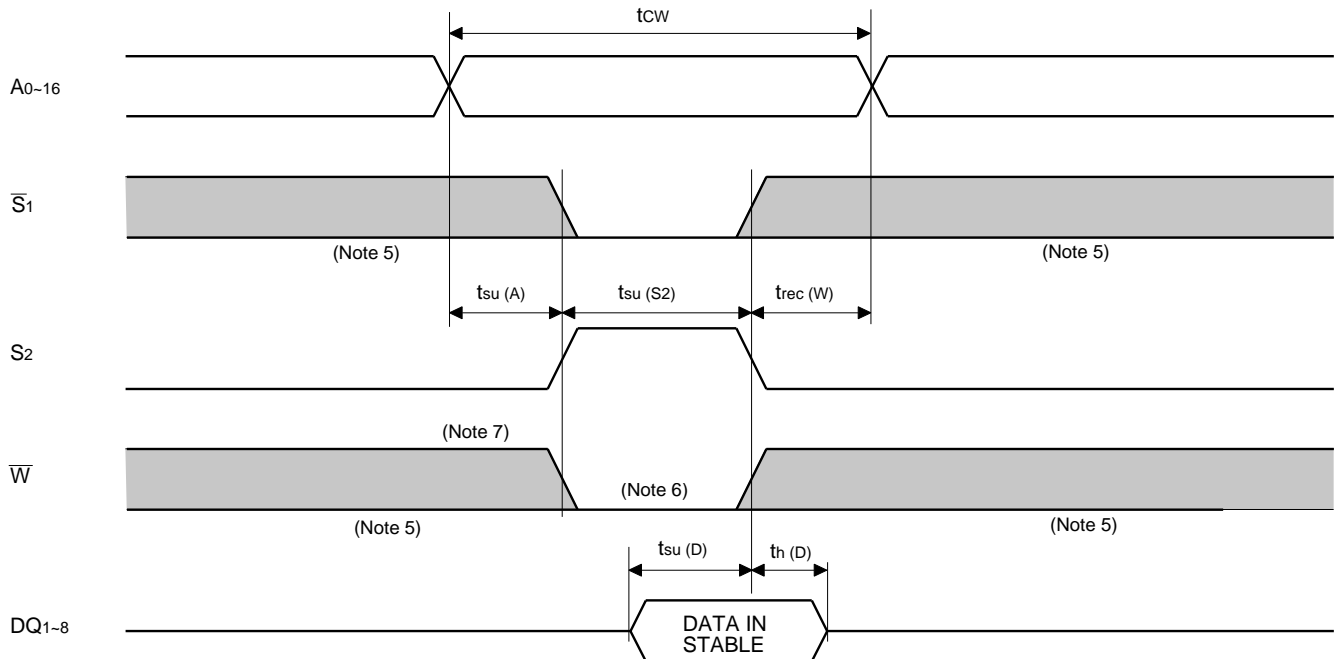 tCW
A0~16
S1
(Note 5) (Note 5)
tsu (A) tsu (S2) trec (W)
S2
(Note 7)
W
(Note 6)
(Note 5) (Note 5)
tsu (D) th (D)
DQ1~8
DATA IN
STABLE